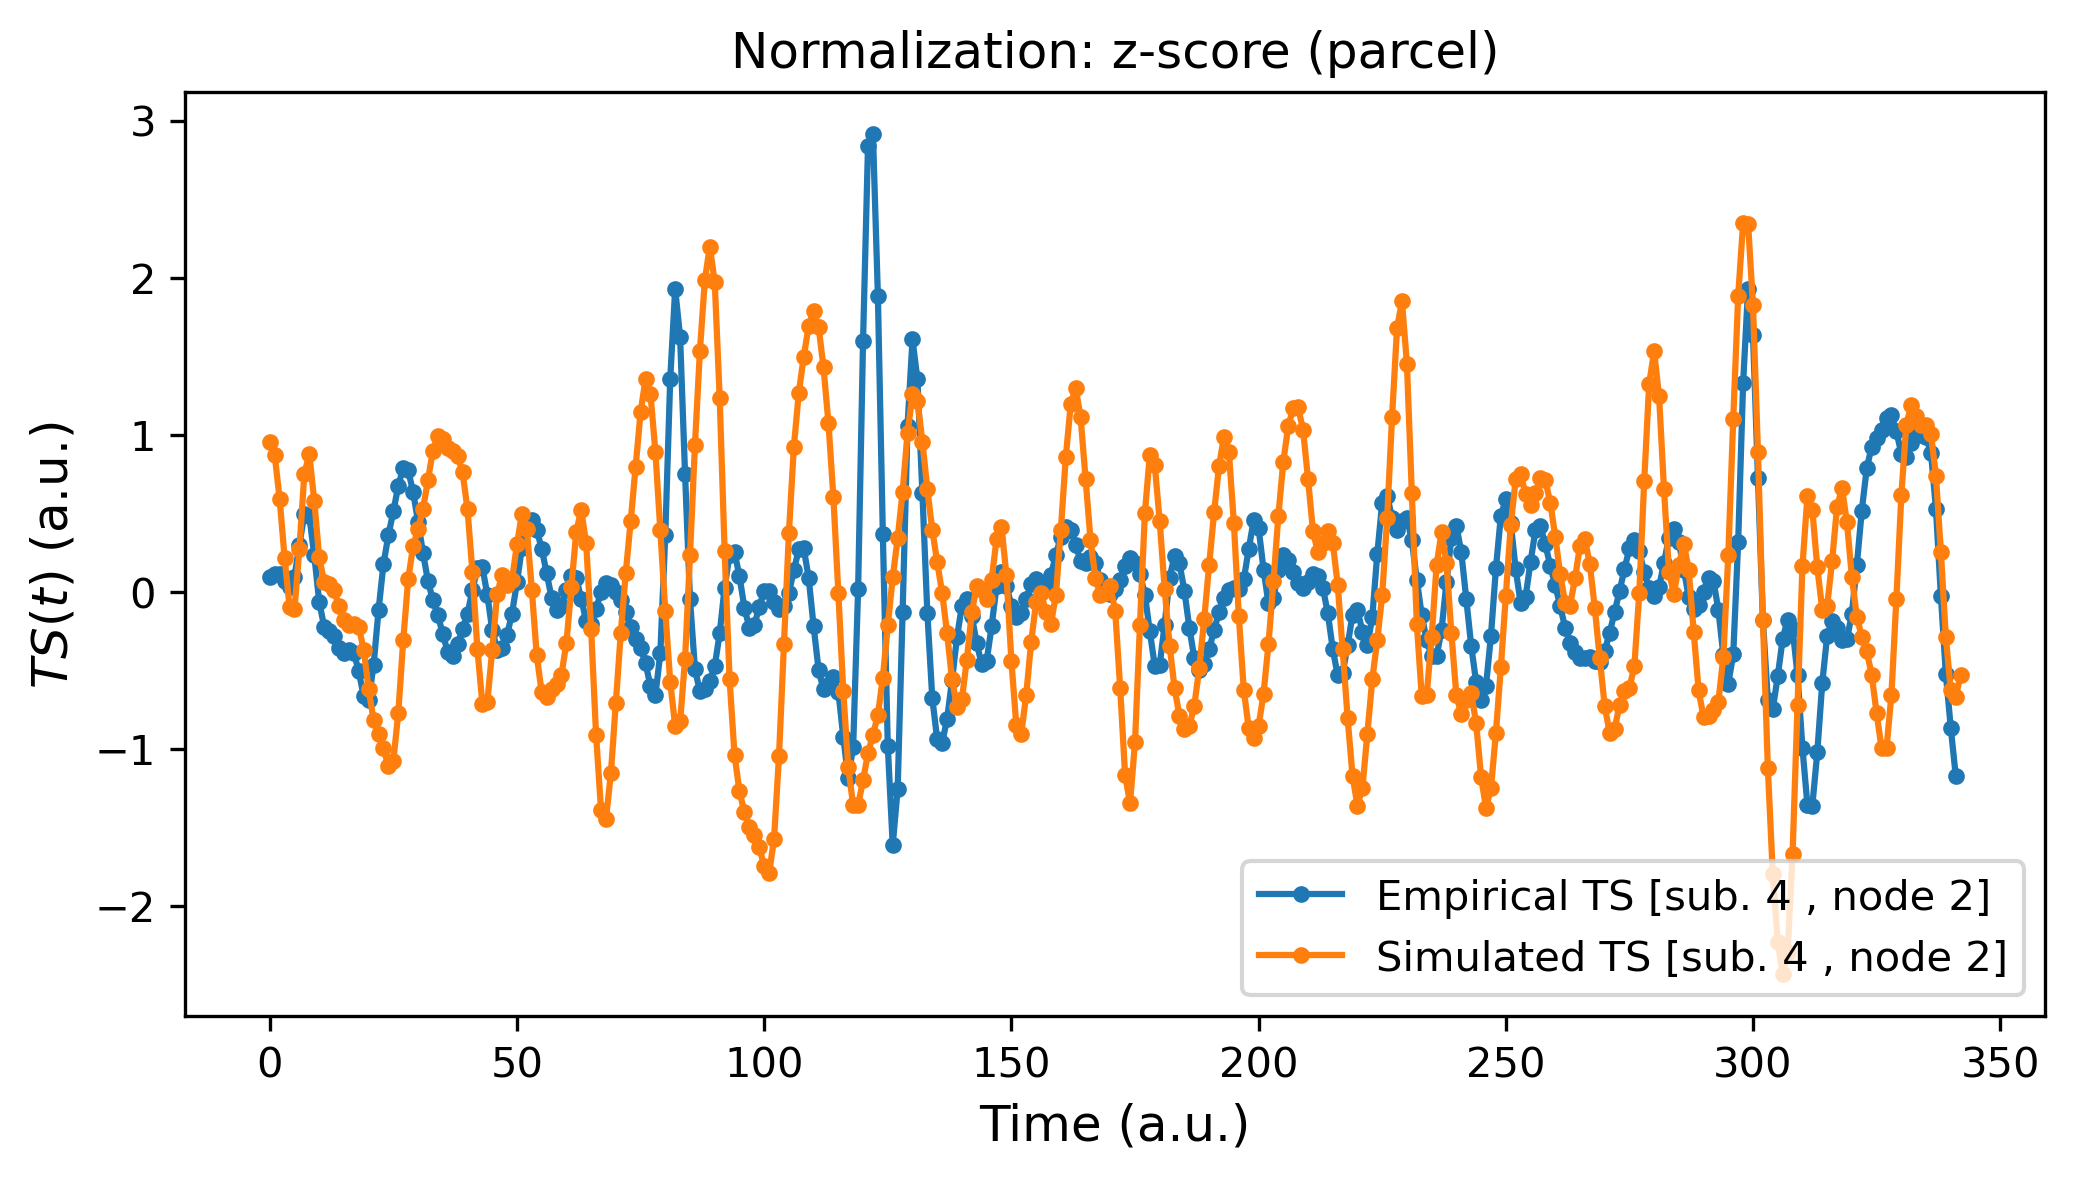 Normalization: z-score (parcel)
3
2
1
0
−1
−2
TS(t) (a.u.)
Empirical TS [sub. 4 , node 2]
Simulated TS [sub. 4 , node 2]
0 50 100 150 200 250 300 350
Time (a.u.)